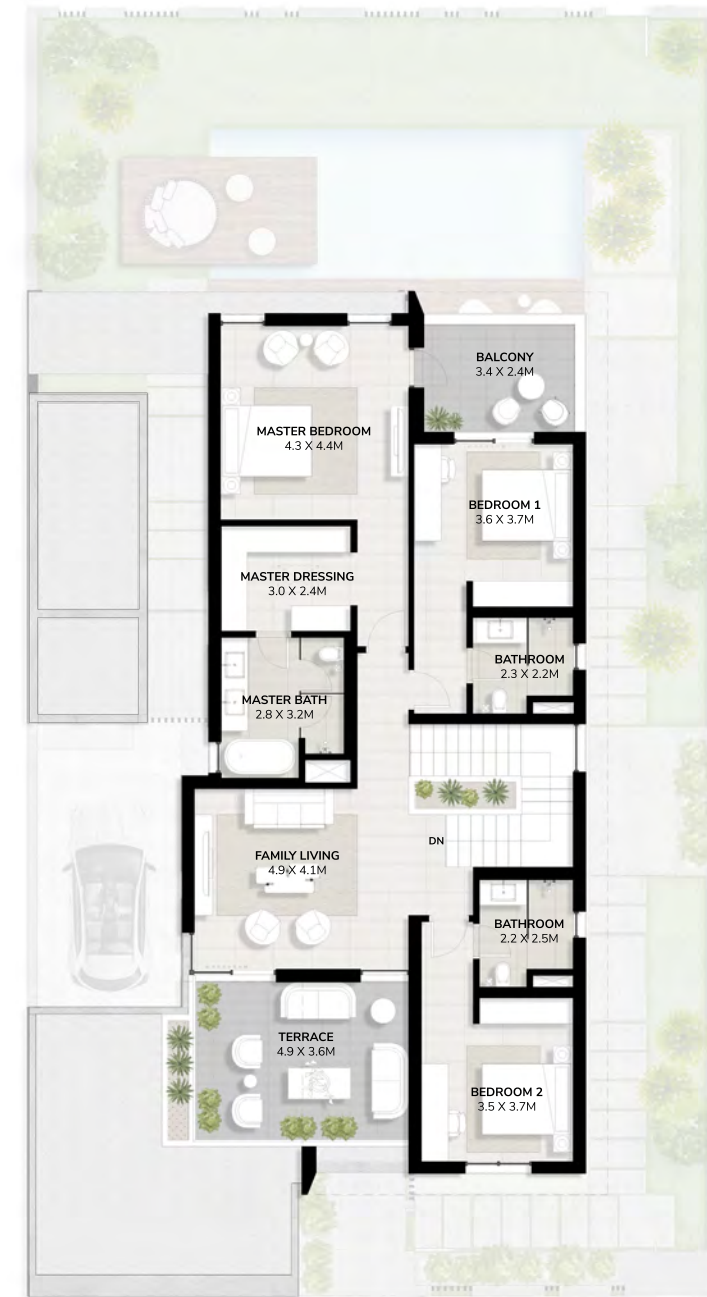 BALCONY
3.4 X 2.4M
MASTER BEDROOM
4.3 X 4.4M
BEDROOM 1
3.6 X 3.7M
MASTER DRESSING
3.0 X 2.4M
BATHROOM
2.3 X 2.2M
MASTER BATH
2.8 X 3.2M
DN
FAMILY LIVING
4.9 X 4.1M
BATHROOM
2.2 X 2.5M
TERRACE
4.9 X 3.6M
BEDROOM 2
3.5 X 3.7M